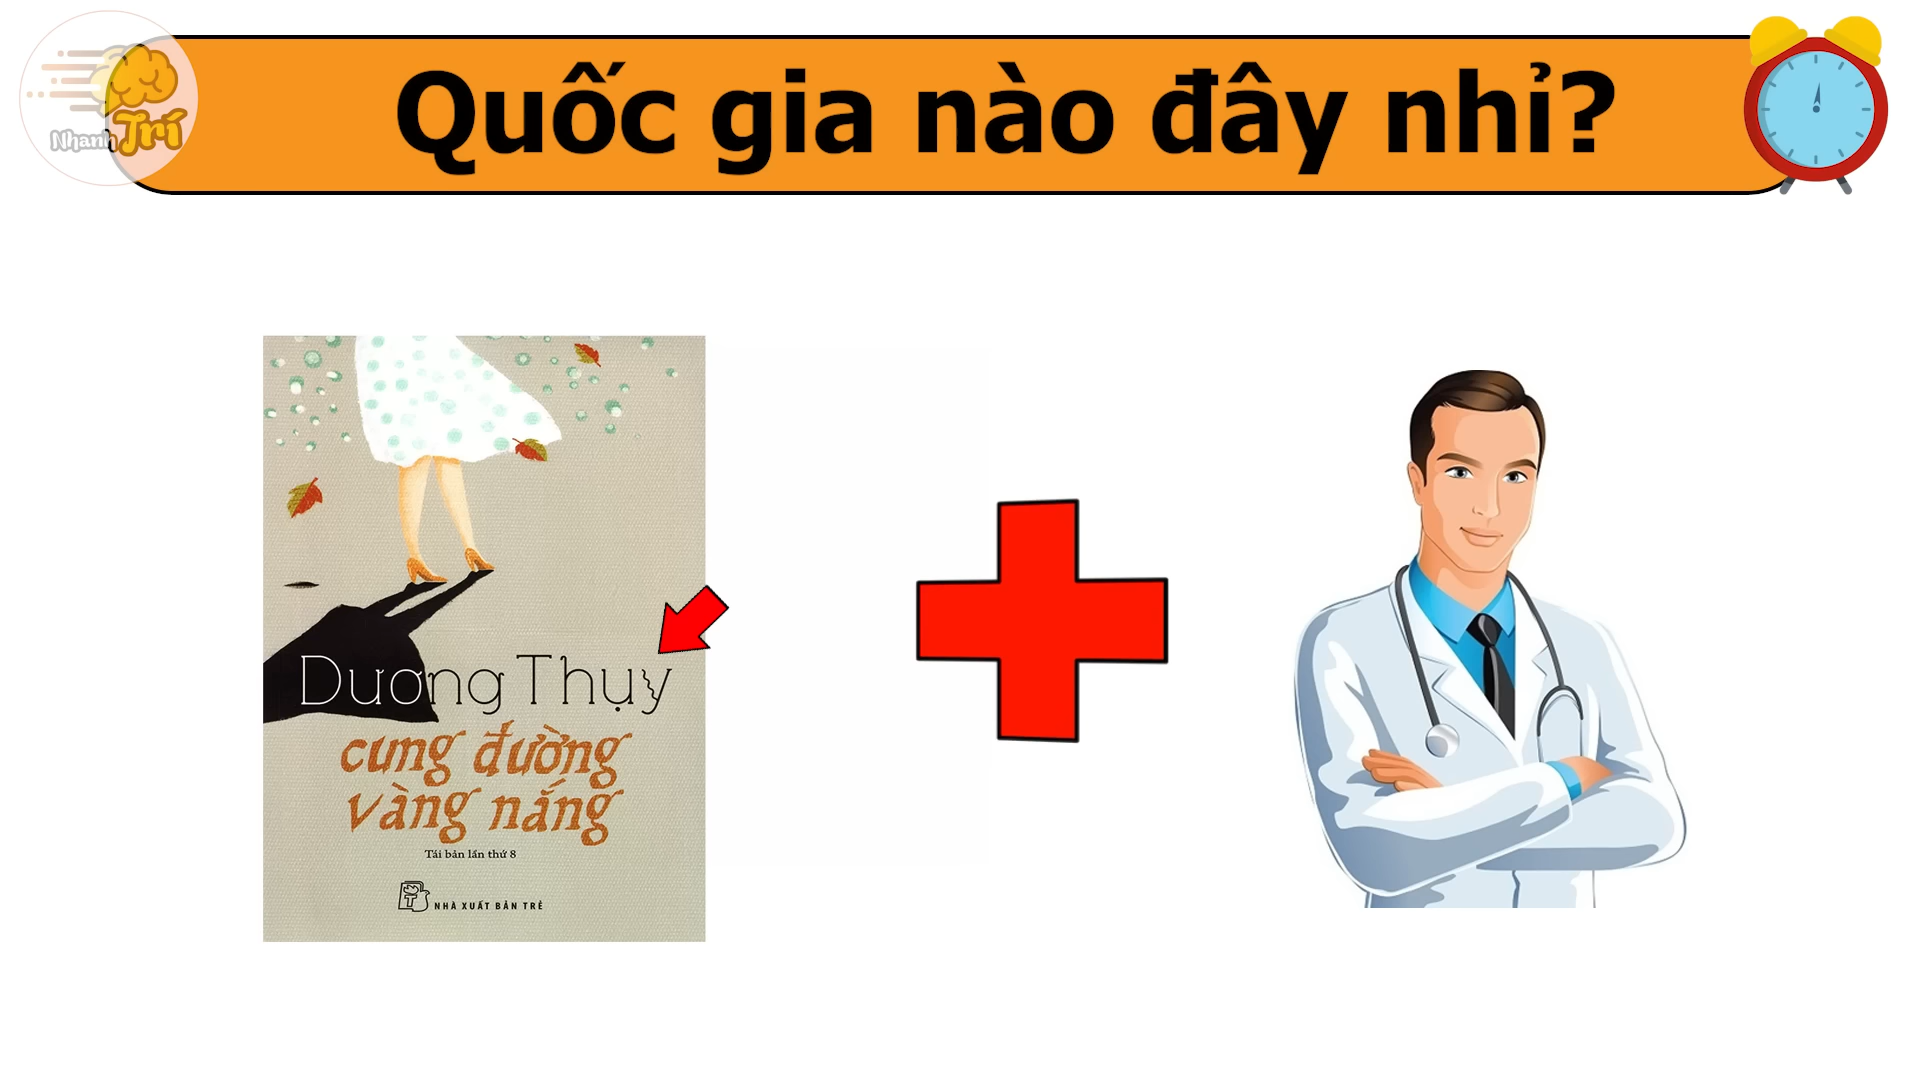 Quốc gia nào đây nhỉ?
Nhanh Trí
Dương Thụy
cung đường
vàng nắng
Tái bản lần thứ 8
NHÀ XUẤT BẢN TRẺ